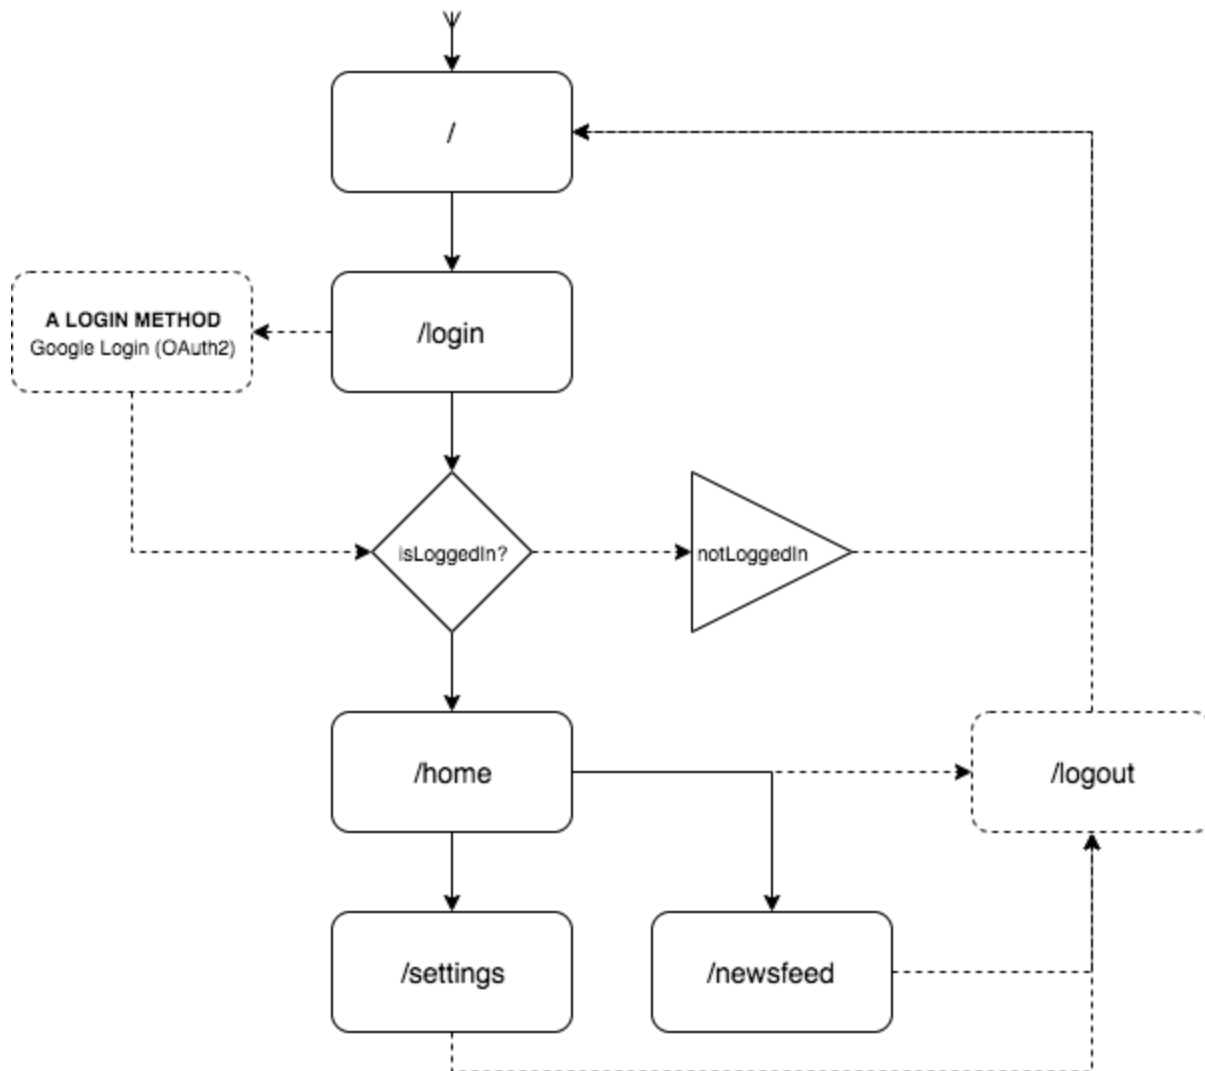 /
/login
A LOGIN METHOD
Google Login (OAuth2)
isLoggedIn?
notLoggedIn
/home
/logout
/settings
/newsfeed